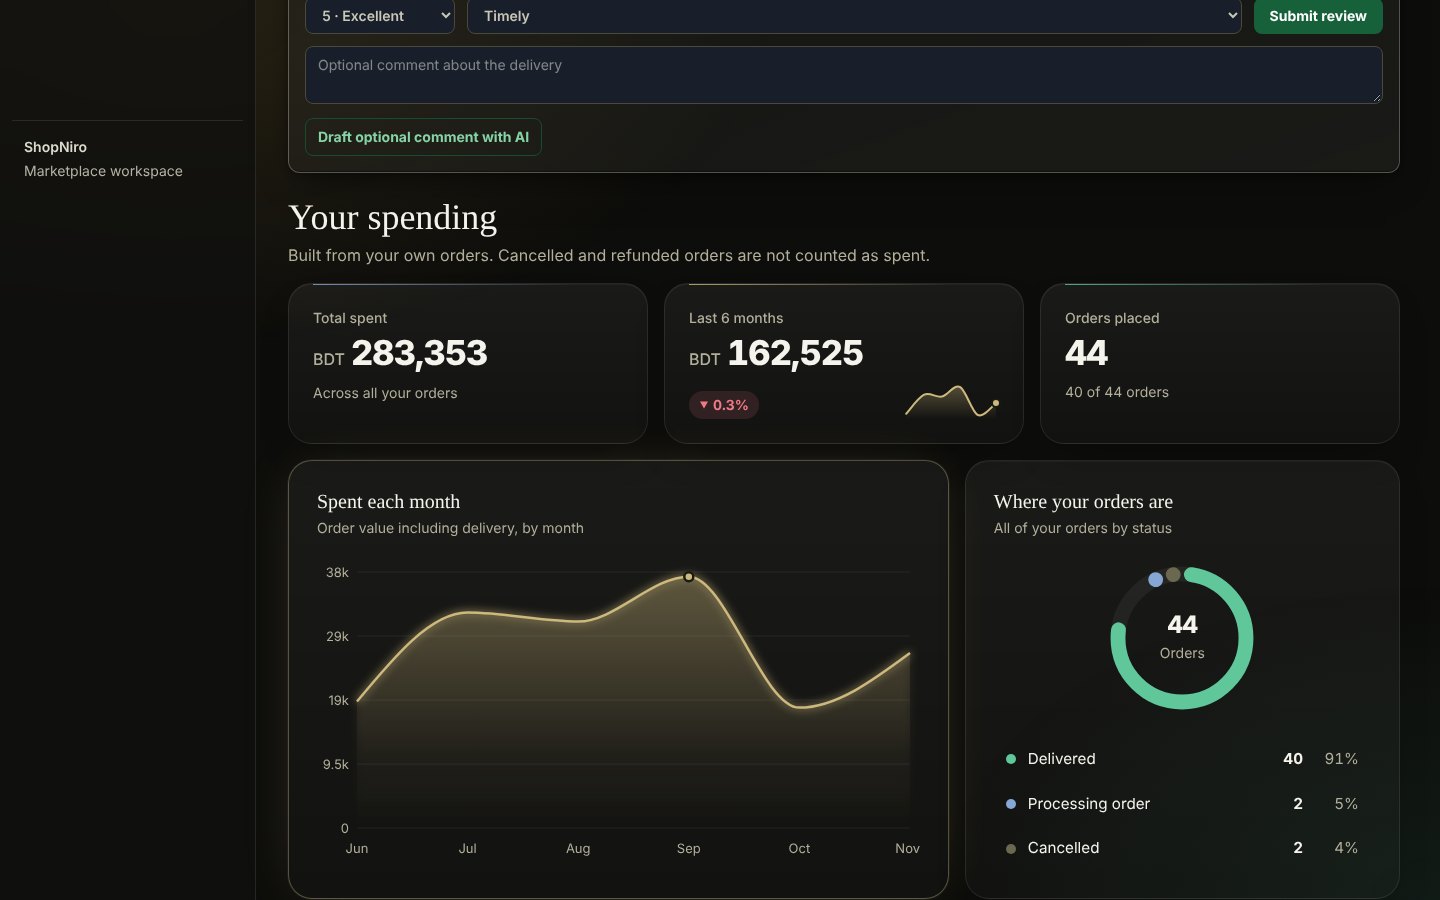 5 · Excellent
Timely
Submit review
Optional comment about the delivery
Draft optional comment with AI
ShopNiro
Marketplace workspace
Your spending
Built from your own orders. Cancelled and refunded orders are not counted as spent.
Total spent
BDT 283,353
Across all your orders
Last 6 months
BDT 162,525
▼ 0.3%
Orders placed
44
40 of 44 orders
Spent each month
Order value including delivery, by month
38k
29k
19k
9.5k
0
Jun Jul Aug Sep Oct Nov
Where your orders are
All of your orders by status
44
Orders
Delivered 40 91%
Processing order 2 5%
Cancelled 2 4%